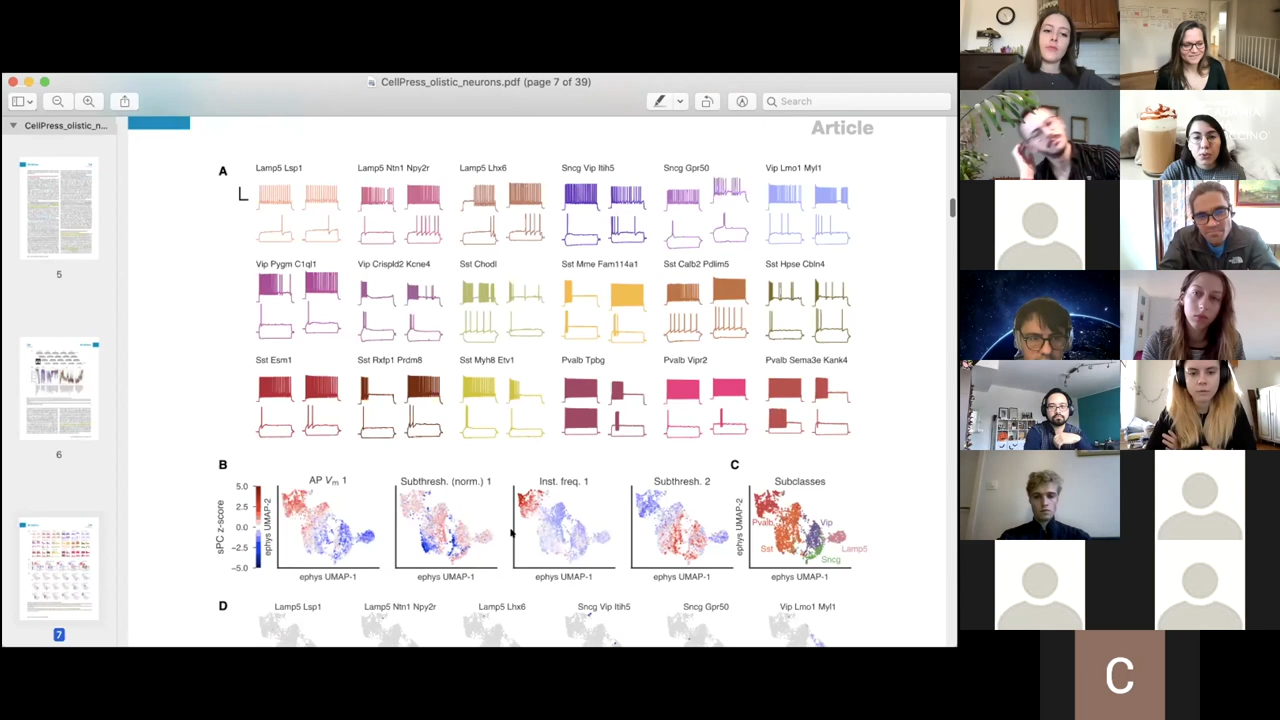 CellPress_olistic_neurons.pdf (page 7 of 39)
Search
CellPress_olistic_n...
5
6
7
Article
A
Lamp5 Lsp1
Lamp5 Ntn1 Npy2r
Lamp5 Lhx6
Sncg Vip Itih5
Sncg Gpr50
Vip Lmo1 Myl1
Vip Pygm C1ql1
Vip Crispld2 Kcne4
Sst Chodl
Sst Mme Fam114a1
Sst Calb2 Pdlim5
Sst Hpse Cbln4
Sst Esm1
Sst Rxfp1 Prdm8
Sst Myh8 Etv1
Pvalb Tpbg
Pvalb Vipr2
Pvalb Sema3e Kank4
B
AP Vm 1
Subthresh. (norm.) 1
Inst. freq. 1
Subthresh. 2
C
Subclasses
sPC z-score
5.0
2.5
0.0
−2.5
−5.0
ephys UMAP-2
ephys UMAP-1
ephys UMAP-1
ephys UMAP-1
ephys UMAP-1
ephys UMAP-2
Pvalb
Vip
Sst
Lamp5
Sncg
ephys UMAP-1
D
Lamp5 Lsp1
Lamp5 Ntn1 Npy2r
Lamp5 Lhx6
Sncg Vip Itih5
Sncg Gpr50
Vip Lmo1 Myl1
C